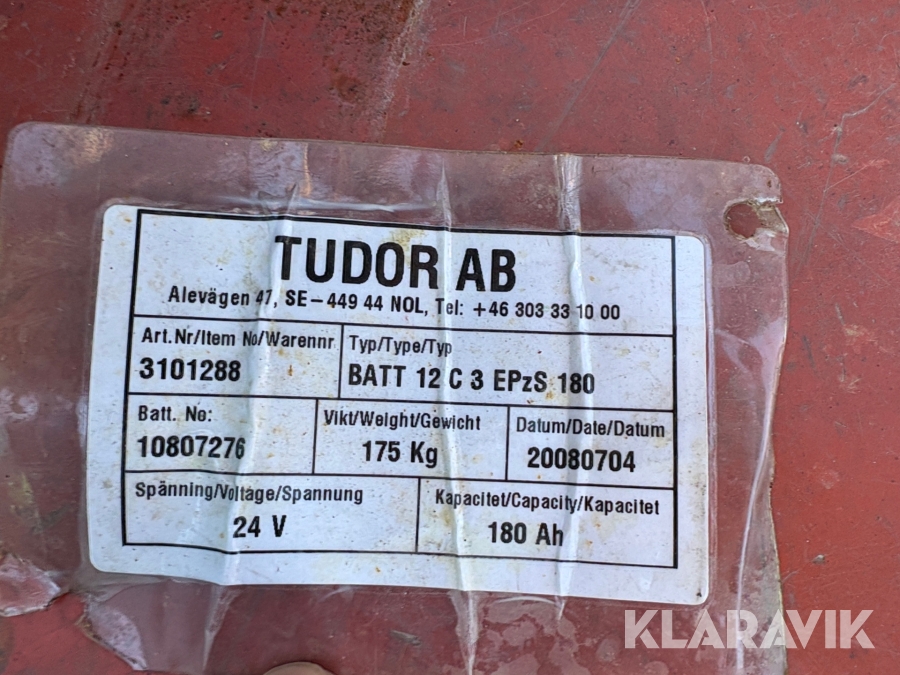 TUDOR AB
Alevägen 47, SE-449 44 NOL, Tel: +46 303 33 10 00
Art.Nr/Item No/Warennr
3101288
Typ/Type/Typ
BATT 12 C 3 EPzS 180
Batt. No:
10807276
Vikt/Weight/Gewicht
175 Kg
Datum/Date/Datum
20080704
Spänning/Voltage/Spannung
24 V
Kapacitet/Capacity/Kapacitet
180 Ah
KLARAVIK